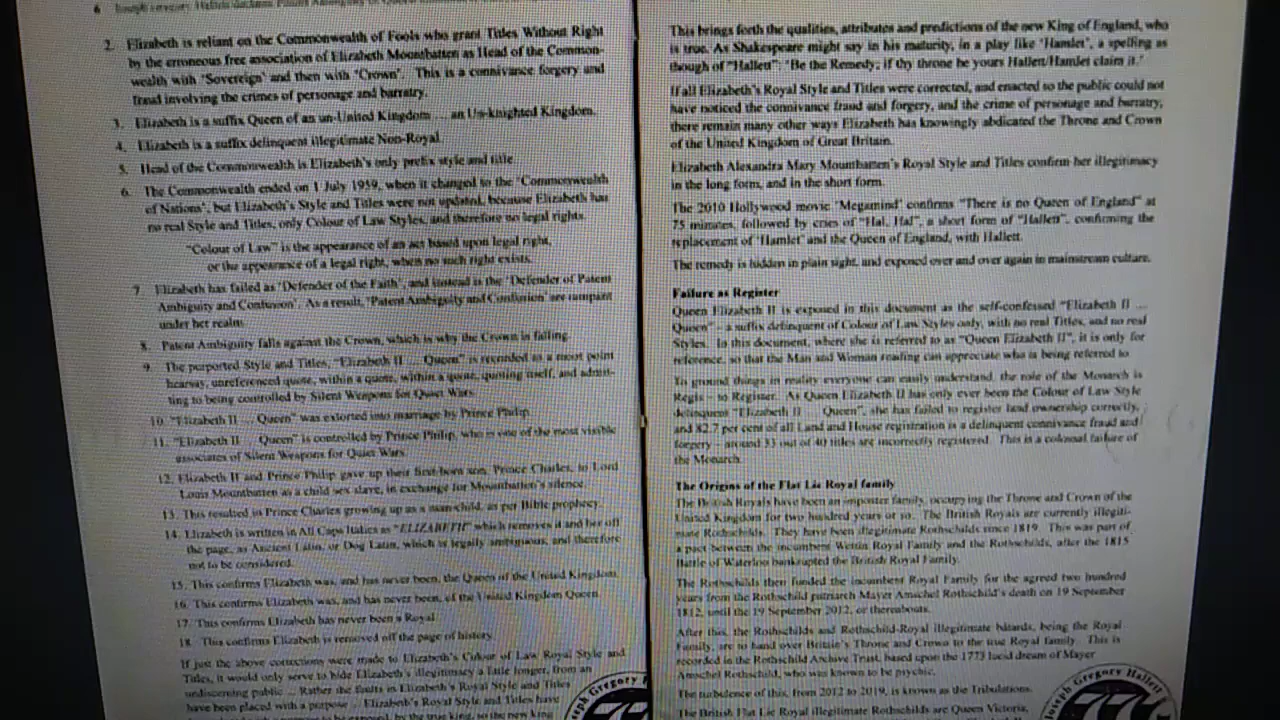 6 Joseph Gregory Hallett declares Patent Ambiguity of Queen
2. Elizabeth is reliant on the Commonwealth of Fools who grant Titles Without Right
by the erroneous free association of Elizabeth Mountbatten as Head of the Common-
wealth with 'Sovereign' and then with 'Crown'. This is a connivance forgery and
fraud involving the crimes of personage and barratry.
3. Elizabeth is a suffix Queen of an un-United Kingdom ... an Un-knighted Kingdom.
4. Elizabeth is a suffix delinquent illegitimate Non-Royal.
5. Head of the Commonwealth is Elizabeth's only prefix style and title.
6. The Commonwealth ended on 1 July 1959, when it changed to the 'Commonwealth
of Nations', but Elizabeth's Style and Titles were not updated, because Elizabeth has
no real Style and Titles, only Colour of Law Styles, and therefore no legal rights.
"Colour of Law" is the appearance of an act based upon legal right,
or the appearance of a legal right, when no such right exists.
7. Elizabeth has failed as 'Defender of the Faith', and instead is the 'Defender of Patent
Ambiguity and Confusion'. As a result, 'Patent Ambiguity and Confusion' are rampant
under her realm.
8. Patent Ambiguity falls against the Crown, which is why the Crown is falling.
9. The purported Style and Titles, "Elizabeth II ... Queen" is recorded as a moot point
hearsay, unreferenced quote, within a quote, within a quote, quoting itself, and admit-
ting to being controlled by Silent Weapons for Quiet Wars.
10. "Elizabeth II ... Queen" was extorted into marriage by Prince Philip.
11. "Elizabeth II ... Queen" is controlled by Prince Philip, who is one of the most visible
associates of Silent Weapons for Quiet Wars.
12. Elizabeth II and Prince Philip gave up their first-born son, Prince Charles, to Lord
Louis Mountbatten as a child sex slave, in exchange for Mountbatten's silence.
13. This resulted in Prince Charles growing up as a man-child, as per Bible prophecy.
14. Elizabeth is written in All Caps Italics as "ELIZABETH" which removes it and her off
the page, as Ancient Latin, or Dog Latin, which is legally ambiguous, and therefore
not to be considered.
15. This confirms Elizabeth was, and has never been, the Queen of the United Kingdom.
16. This confirms Elizabeth was, and has never been, of the United Kingdom Queen.
17. This confirms Elizabeth has never been a Royal.
18. This confirms Elizabeth is removed off the page of history.
If just the above corrections were made to Elizabeth's Colour of Law Royal Style and
Titles, it would only serve to hide Elizabeth's illegitimacy a little longer, from an
undiscerning public ... Rather the faults in Elizabeth's Royal Style and Titles
have been placed with a purpose ... Elizabeth's Royal Style and Titles have
to be exposed, by the true king, so the new king
Joseph Gregory
This brings forth the qualities, attributes and predictions of the new King of England, who
is true. As Shakespeare might say in his maturity, in a play like 'Hamlet', a spelling as
though of "Hallett": 'Be the Remedy; if thy throne be yours Hallett/Hamlet claim it.'
If all Elizabeth's Royal Style and Titles were corrected, and enacted so the public could not
have noticed the connivance fraud and forgery, and the crime of personage and barratry,
there remain many other ways Elizabeth has knowingly abdicated the Throne and Crown
of the United Kingdom of Great Britain.
Elizabeth Alexandra Mary Mountbatten's Royal Style and Titles confirm her illegitimacy
in the long form, and in the short form.
The 2010 Hollywood movie 'Megamind' confirms "There is no Queen of England" at
75 minutes, followed by cries of "Hal, Hal", a short form of "Hallett", confirming the
replacement of 'Hamlet' and the Queen of England, with Hallett.
The remedy is hidden in plain sight, and exposed over and over again in mainstream culture.
Failure as Register
Queen Elizabeth II is exposed in this document as the self-confessed "Elizabeth II ...
Queen" – a suffix delinquent of Colour of Law Styles only, with no real Titles, and no real
Styles. In this document, where she is referred to as "Queen Elizabeth II", it is only for
reference, so that the Man and Woman reading can appreciate who is being referred to.
To ground things in reality everyone can easily understand, the role of the Monarch is
Regis – to Register. As Queen Elizabeth II has only ever been the Colour of Law Style
delinquent "Elizabeth II ... Queen", she has failed to register land ownership correctly,
and 82.7 per cent of all Land and House registration is a delinquent connivance fraud and
forgery – around 33 out of 40 titles are incorrectly registered. This is a colossal failure of
the Monarch.
The Origins of the Flat Lie Royal family
The British Royals have been an imposter family, occupying the Throne and Crown of the
United Kingdom for two hundred years or so. The British Royals are currently illegiti-
mate Rothschilds. They have been illegitimate Rothschilds since 1819. This was part of
a pact between the incumbent Wettin Royal Family and the Rothschilds, after the 1815
Battle of Waterloo bankrupted the British Royal Family.
The Rothschilds then funded the incumbent Royal Family for the agreed two hundred
years from the Rothschild patriarch Mayer Amschel Rothschild's death on 19 September
1812, until the 19 September 2012, or thereabouts.
After this, the Rothschilds and Rothschild-Royal illegitimate bâtards, being the Royal
Family, are to hand over Britain's Throne and Crown to the true Royal family. This is
recorded in the Rothschild Archive Trust, based upon the 1773 lucid dream of Mayer
Amschel Rothschild, who was known to be psychic.
The turbulence of this, from 2012 to 2019, is known as the Tribulations.
The British Flat Lie Royal illegitimate Rothschilds are Queen Victoria,
Joseph Gregory Hallett